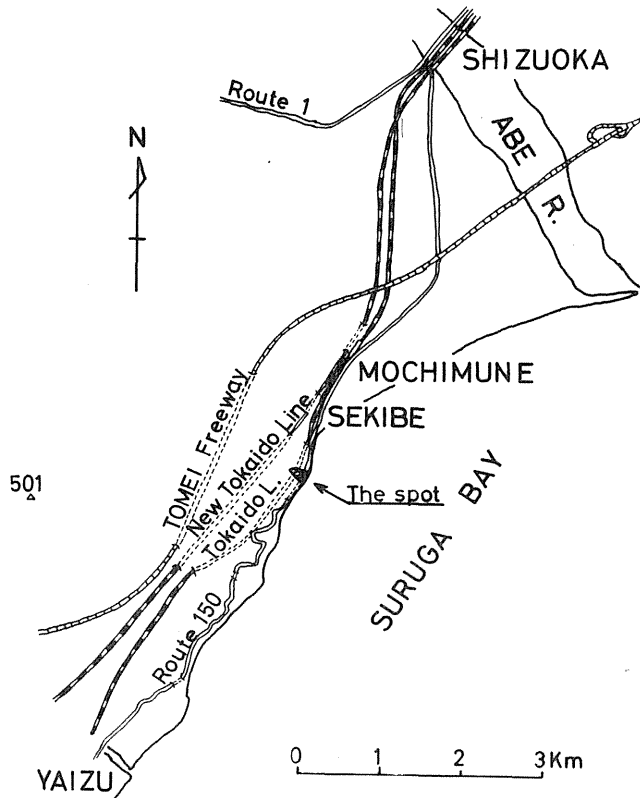 SHIZUOKA
Route 1
ABE
R.
N
MOCHIMUNE
SEKIBE
TOMEI Freeway
New Tokaido Line
Tokaido L.
501
The spot
SURUGA BAY
Route 150
0 1 2 3Km
YAIZU